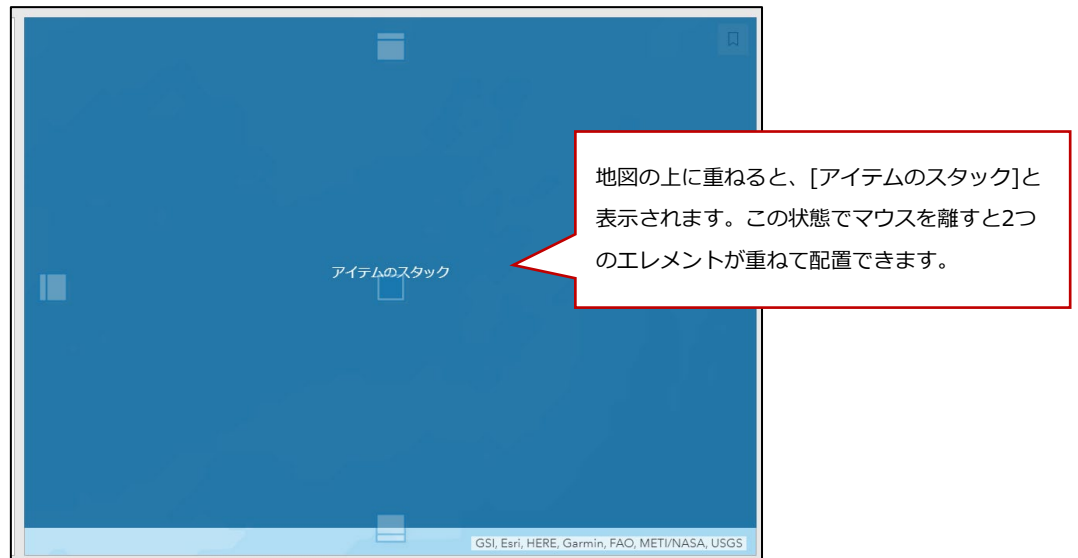 地図の上に重ねると、[アイテムのスタック]と
表示されます。この状態でマウスを離すと2つ
のエレメントが重ねて配置できます。
アイテムのスタック
GSI, Esri, HERE, Garmin, FAO, METI/NASA, USGS